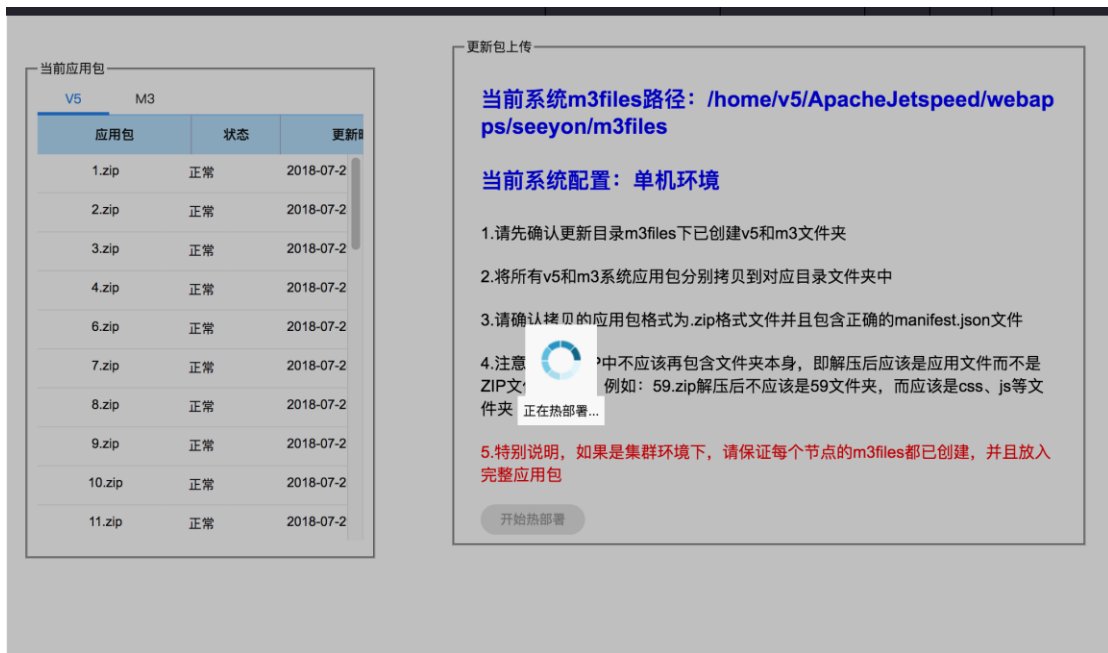 当前应用包
V5 M3
应用包 状态 更新
1.zip 正常 2018-07-2
2.zip 正常 2018-07-2
3.zip 正常 2018-07-2
4.zip 正常 2018-07-2
6.zip 正常 2018-07-2
7.zip 正常 2018-07-2
8.zip 正常 2018-07-2
9.zip 正常 2018-07-2
10.zip 正常 2018-07-2
11.zip 正常 2018-07-2
更新包上传
当前系统m3files路径：/home/v5/ApacheJetspeed/webap
ps/seeyon/m3files
当前系统配置：单机环境
1.请先确认更新目录m3files下已创建v5和m3文件夹
2.将所有v5和m3系统应用包分别拷贝到对应目录文件夹中
3.请确认拷贝的应用包格式为.zip格式文件并且包含正确的manifest.json文件
4.注意 P中不应该再包含文件夹本身，即解压后应该是应用文件而不是
ZIP文 例如：59.zip解压后不应该是59文件夹，而应该是css、js等文
件夹
正在热部署...
5.特别说明，如果是集群环境下，请保证每个节点的m3files都已创建，并且放入
完整应用包
开始热部署